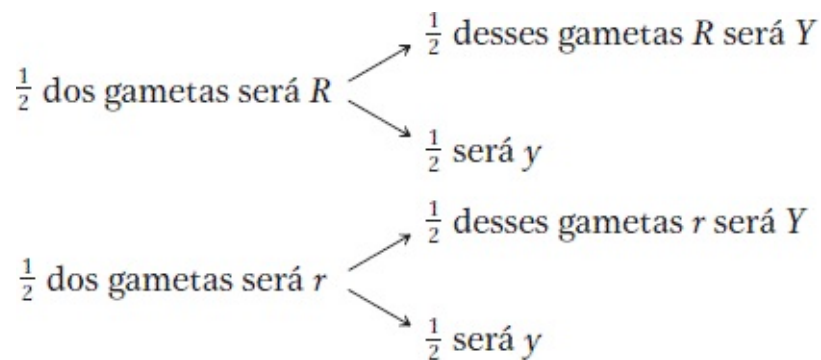 1/2 desses gametas R será Y
1/2 dos gametas será R
1/2 será y
1/2 desses gametas r será Y
1/2 dos gametas será r
1/2 será y